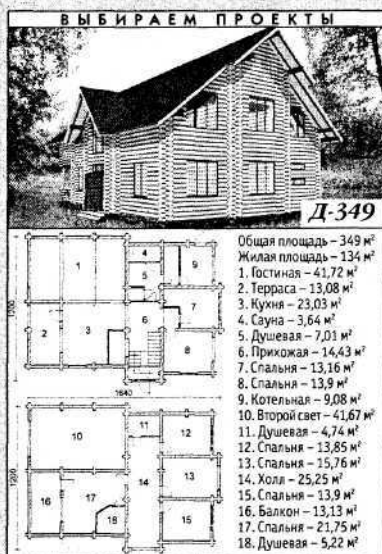 ВЫБИРАЕМ ПРОЕКТЫ
Д-349
Общая площадь – 349 м²
Жилая площадь – 134 м²
1. Гостиная – 41,72 м²
2. Терраса – 13,08 м²
3. Кухня – 23,03 м²
4. Сауна – 3,64 м²
5. Душевая – 7,01 м²
6. Прихожая – 14,43 м²
7. Спальня – 13,16 м²
8. Спальня – 13,9 м²
9. Котельная – 9,08 м²
10. Второй свет – 41,67 м²
11. Душевая – 4,74 м²
12. Спальня – 13,85 м²
13. Спальня – 15,76 м²
14. Холл – 25,25 м²
15. Спальня – 13,9 м²
16. Балкон – 13,13 м²
17. Спальня – 21,75 м²
18. Душевая – 5,22 м²
1
4
9
5
2
3
6
7
8
1640
10
11
12
1200
14
13
16
17
18
15